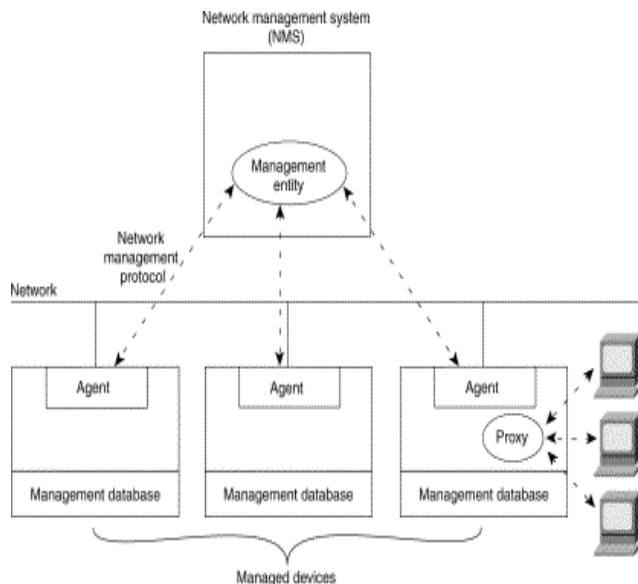 Network management system
(NMS)
Management
entity
Network
management
protocol
Network
Agent
Agent
Agent
Proxy
Management database
Management database
Management database
Managed devices